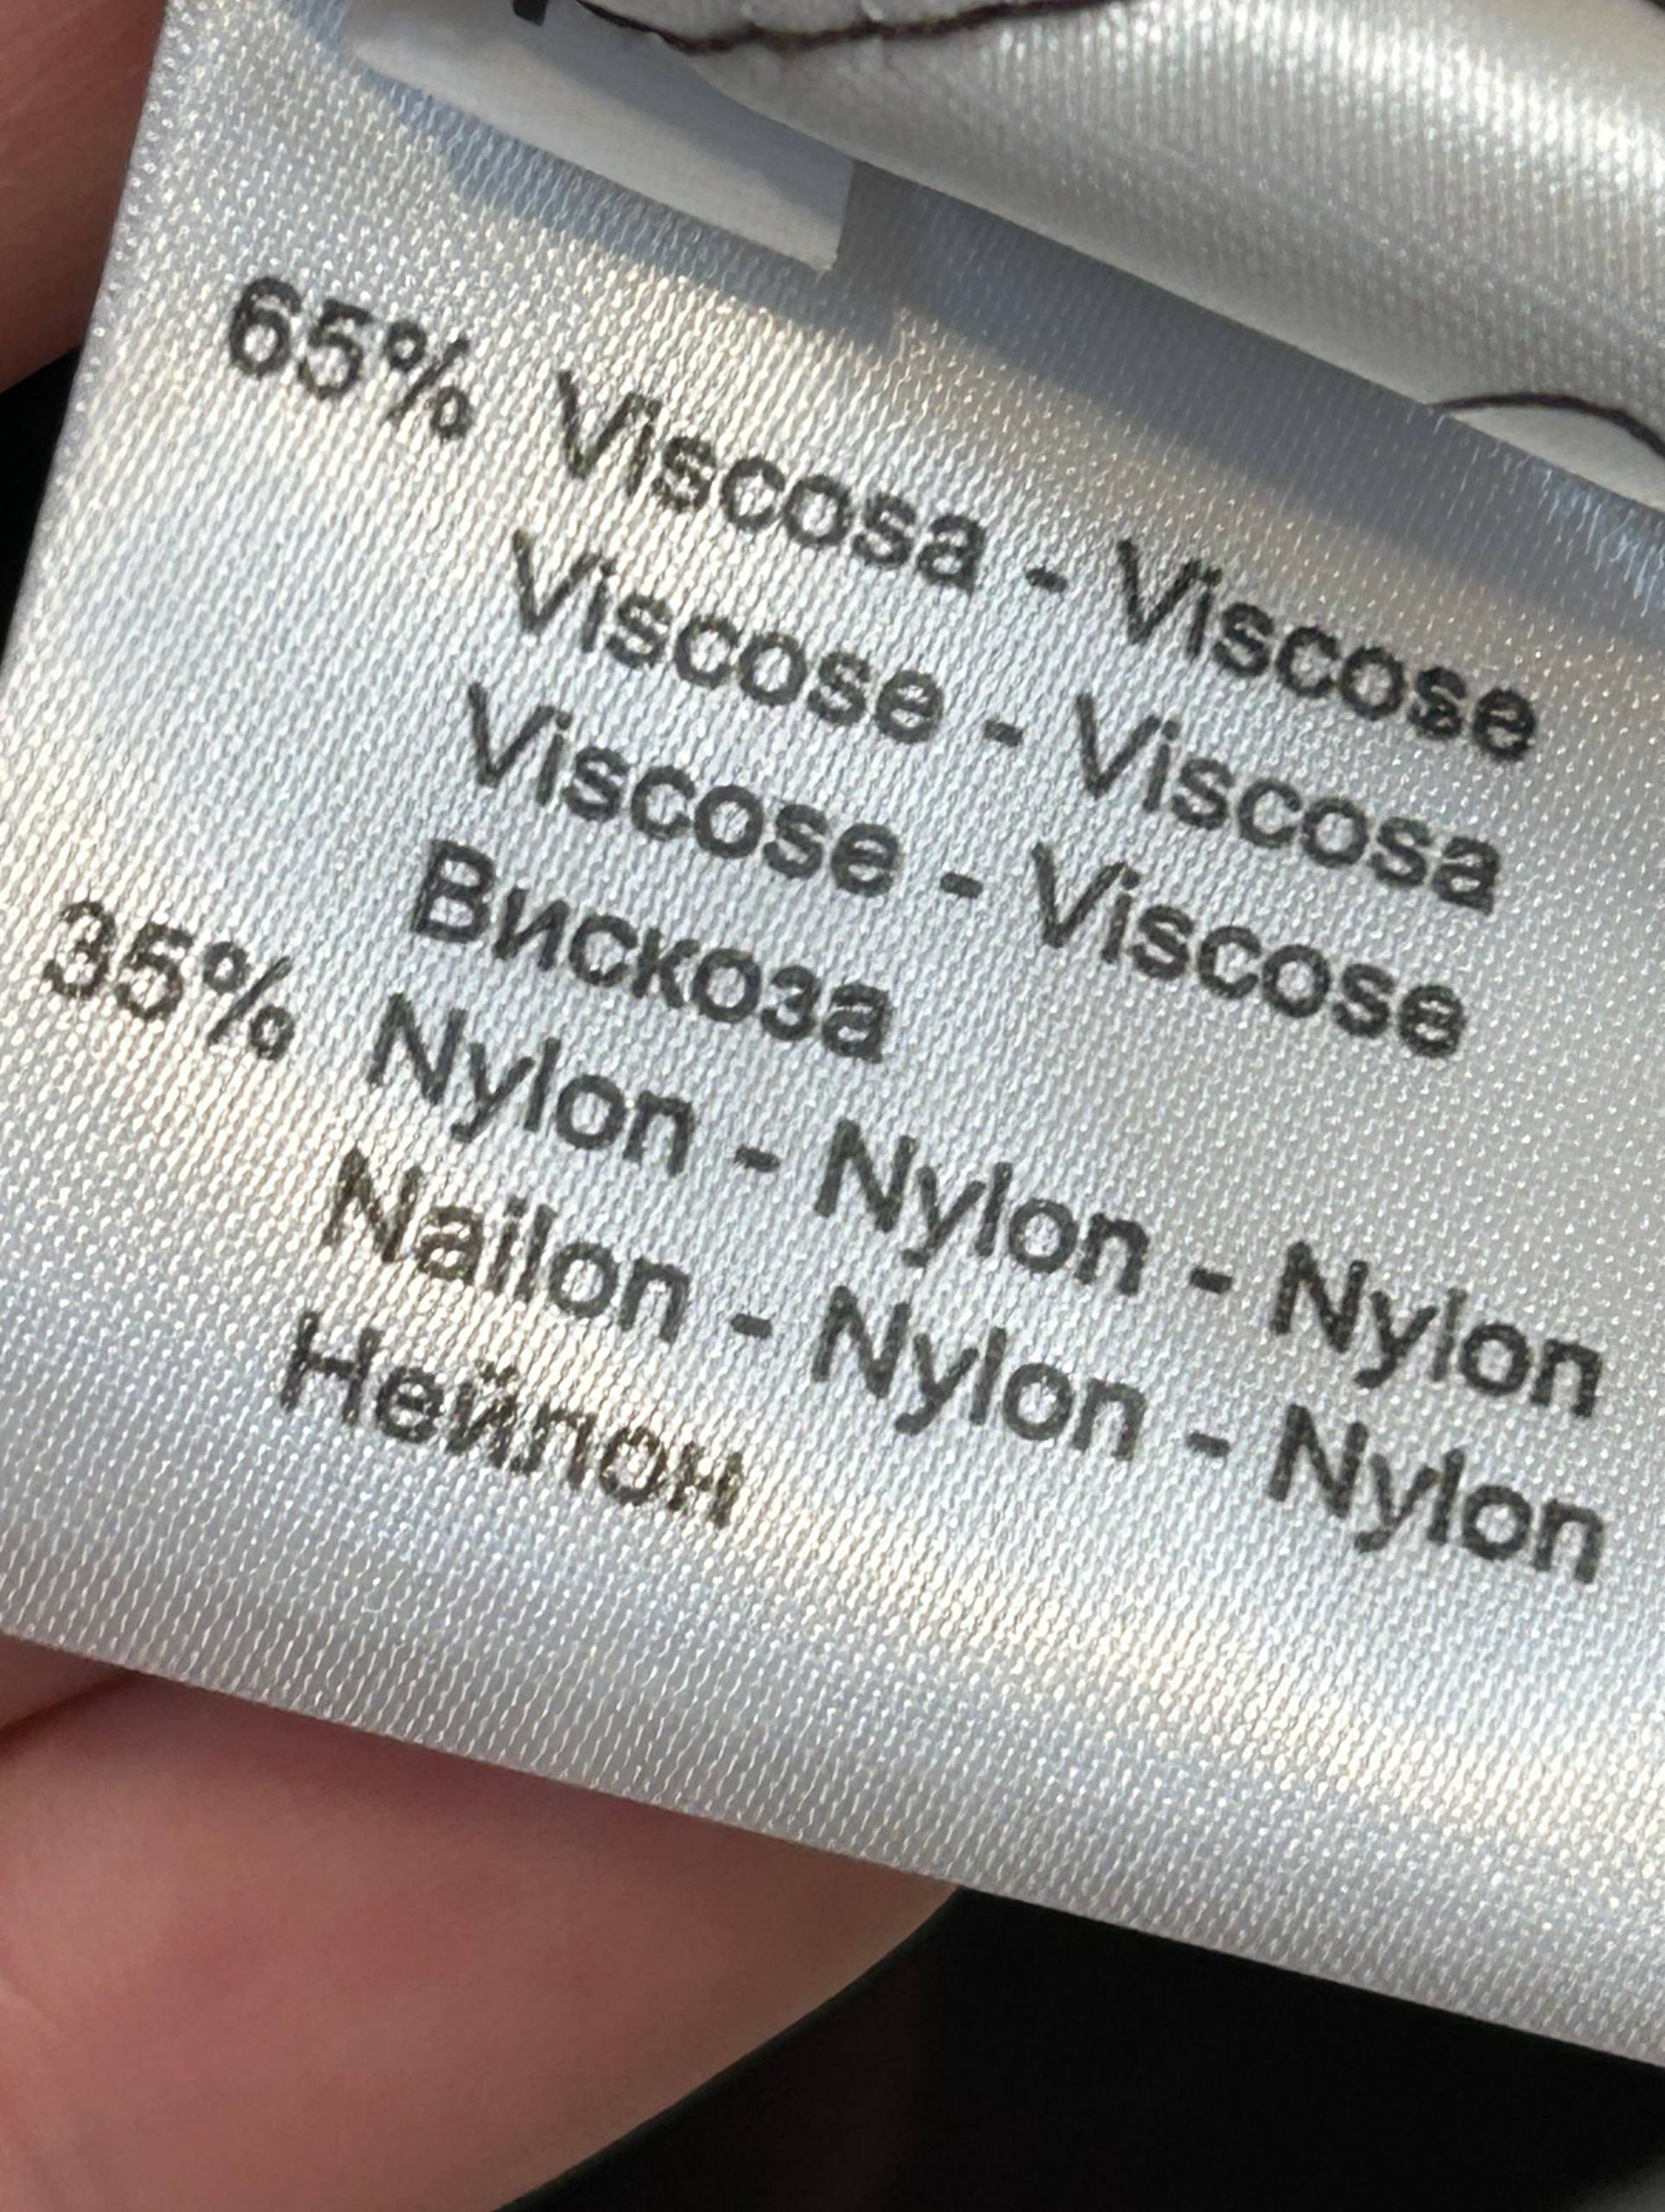 65% Viscosa - Viscose
Viscose - Viscosa
Viscose - Viscose
Вискоза
35% Nylon - Nylon - Nylon
Nailon - Nylon - Nylon
Нейлон